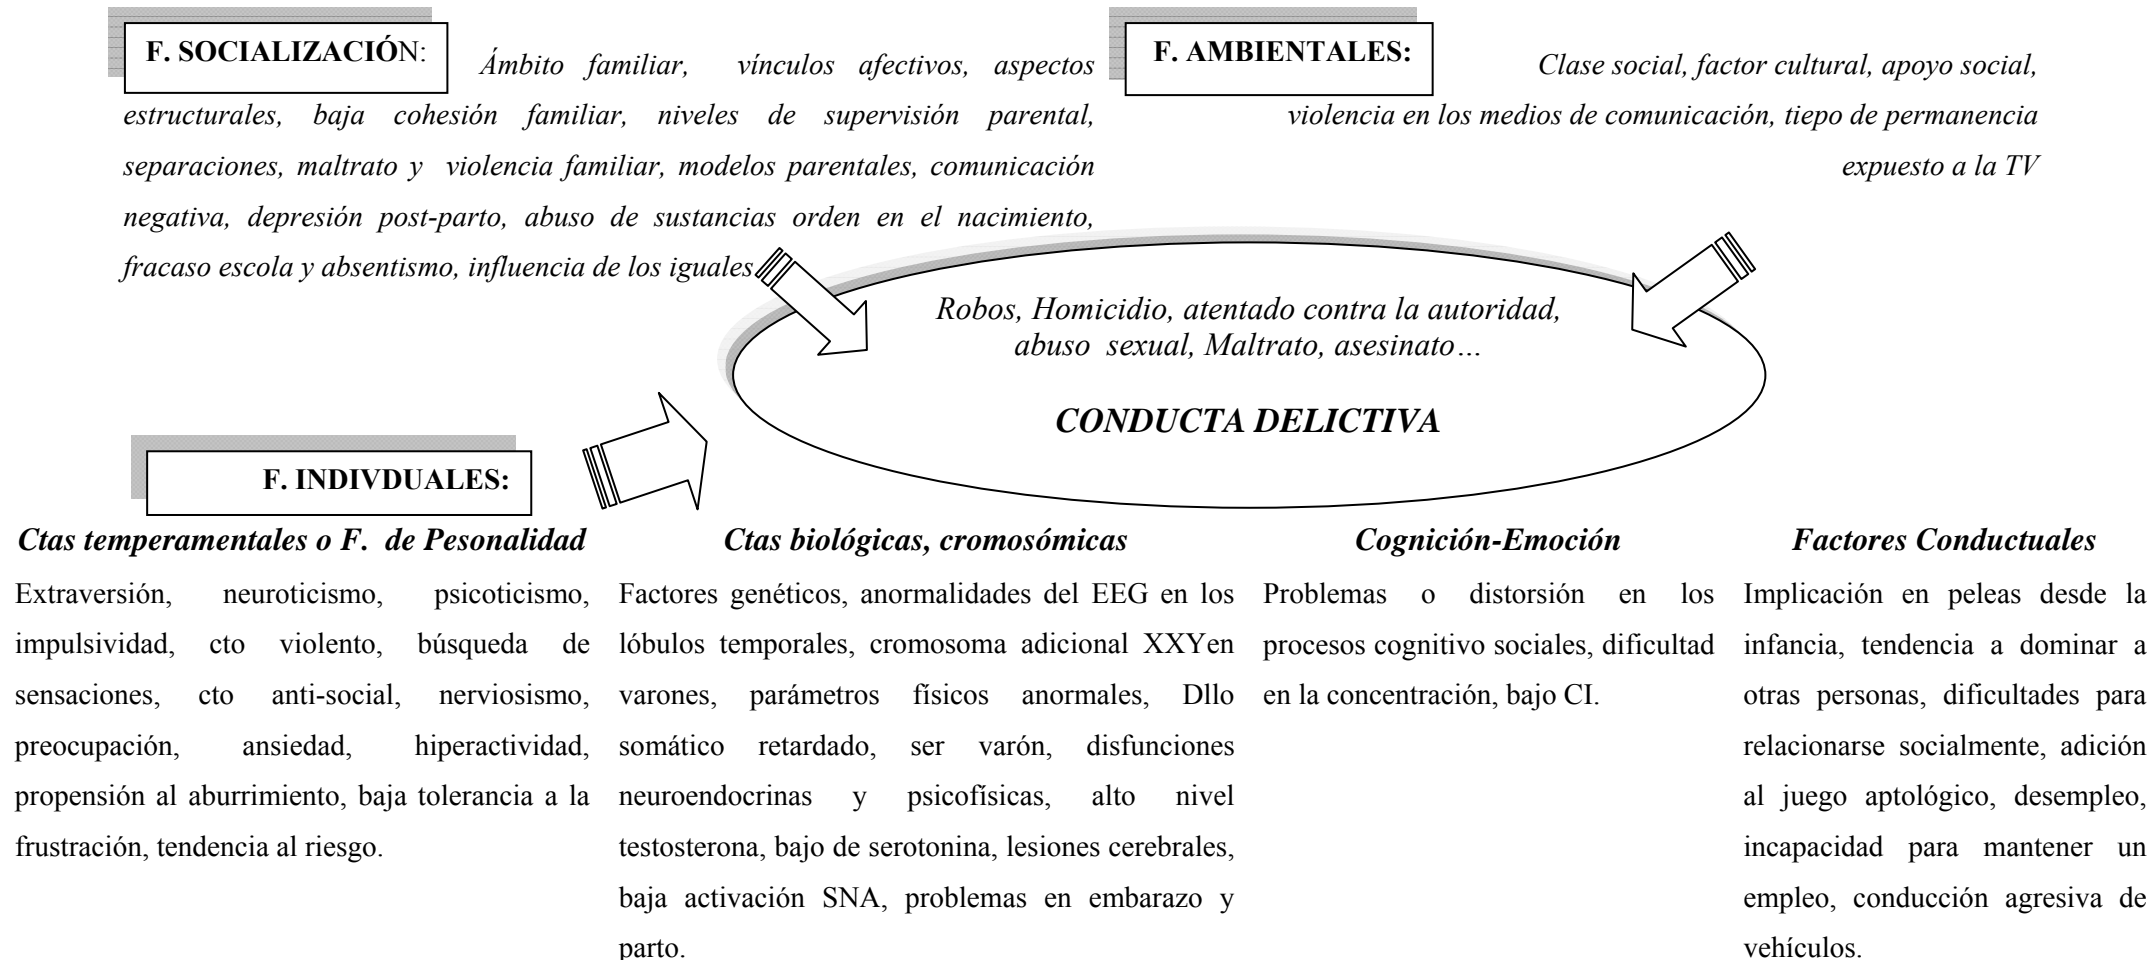 F. SOCIALIZACIÓN:
Ámbito familiar, vínculos afectivos, aspectos
estructurales, baja cohesión familiar, niveles de supervisión parental,
separaciones, maltrato y violencia familiar, modelos parentales, comunicación
negativa, depresión post-parto, abuso de sustancias orden en el nacimiento,
fracaso escola y absentismo, influencia de los iguales
F. AMBIENTALES:
Clase social, factor cultural, apoyo social,
violencia en los medios de comunicación, tiepo de permanencia
expuesto a la TV
Robos, Homicidio, atentado contra la autoridad,
abuso sexual, Maltrato, asesinato…
CONDUCTA DELICTIVA
F. INDIVDUALES:
Ctas temperamentales o F. de Pesonalidad
Extraversión, neuroticismo, psicoticismo,
impulsividad, cto violento, búsqueda de
sensaciones, cto anti-social, nerviosismo,
preocupación, ansiedad, hiperactividad,
propensión al aburrimiento, baja tolerancia a la
frustración, tendencia al riesgo.
Ctas biológicas, cromosómicas
Factores genéticos, anormalidades del EEG en los
lóbulos temporales, cromosoma adicional XXYen
varones, parámetros físicos anormales, Dllo
somático retardado, ser varón, disfunciones
neuroendocrinas y psicofísicas, alto nivel
testosterona, bajo de serotonina, lesiones cerebrales,
baja activación SNA, problemas en embarazo y
parto.
Cognición-Emoción
Problemas o distorsión en los
procesos cognitivo sociales, dificultad
en la concentración, bajo CI.
Factores Conductuales
Implicación en peleas desde la
infancia, tendencia a dominar a
otras personas, dificultades para
relacionarse socialmente, adición
al juego aptológico, desempleo,
incapacidad para mantener un
empleo, conducción agresiva de
vehículos.